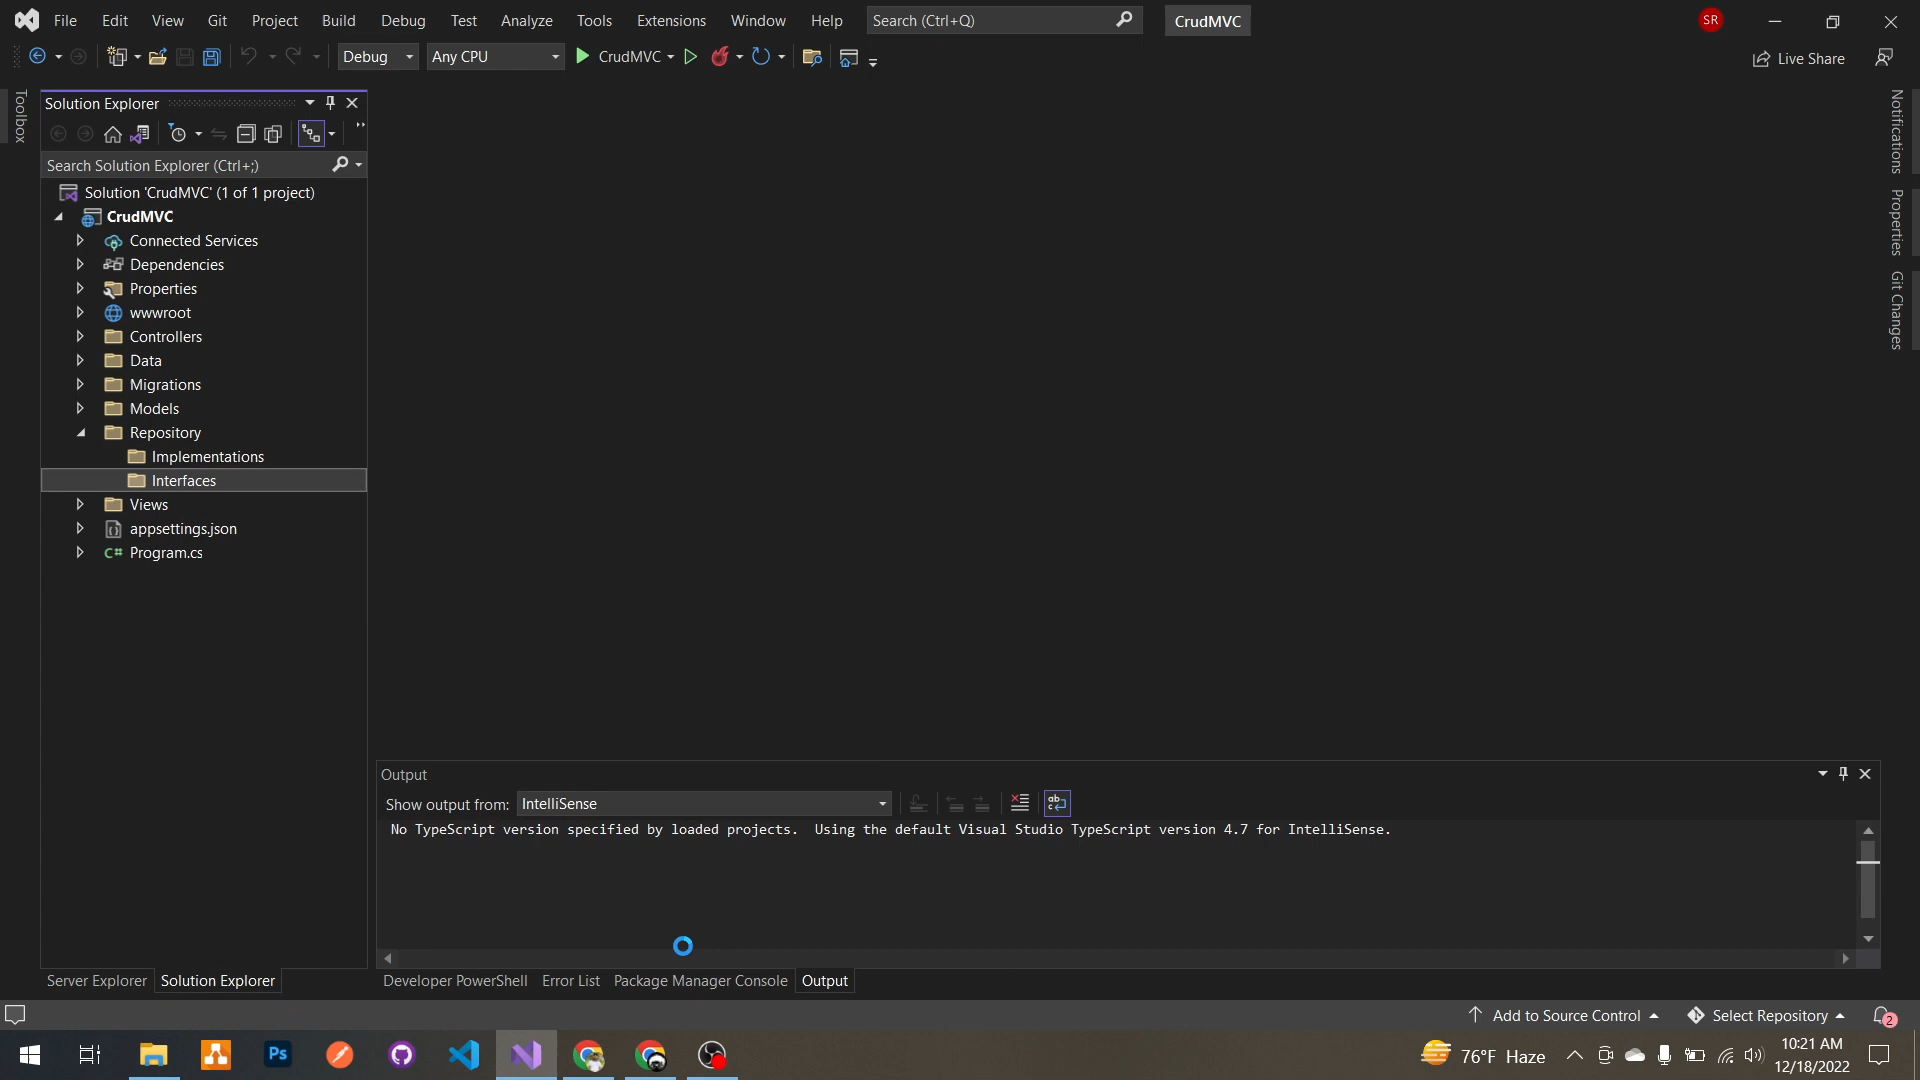 File Edit View Git Project Build Debug Test Analyze Tools Extensions Window Help Search (Ctrl+Q) CrudMVC SR
Debug Any CPU CrudMVC Live Share
Toolbox
Solution Explorer
Search Solution Explorer (Ctrl+;)
Solution 'CrudMVC' (1 of 1 project)
CrudMVC
Connected Services
Dependencies
Properties
wwwroot
Controllers
Data
Migrations
Models
Repository
Implementations
Interfaces
Views
appsettings.json
C# Program.cs
Server Explorer Solution Explorer
Notifications
Properties
Git Changes
Output
Show output from: IntelliSense
No TypeScript version specified by loaded projects. Using the default Visual Studio TypeScript version 4.7 for IntelliSense.
Developer PowerShell Error List Package Manager Console Output
Add to Source Control Select Repository 2
Ps 76°F Haze 10:21 AM
12/18/2022